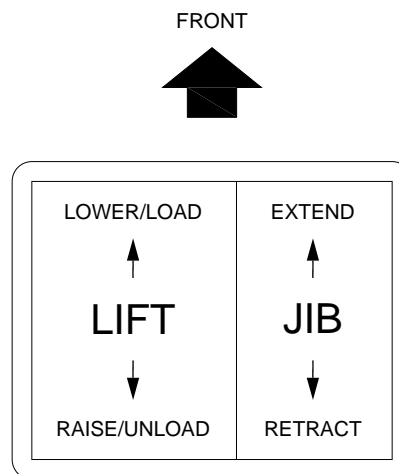 FRONT
LOWER/LOAD
LIFT
RAISE/UNLOAD
EXTEND
JIB
RETRACT